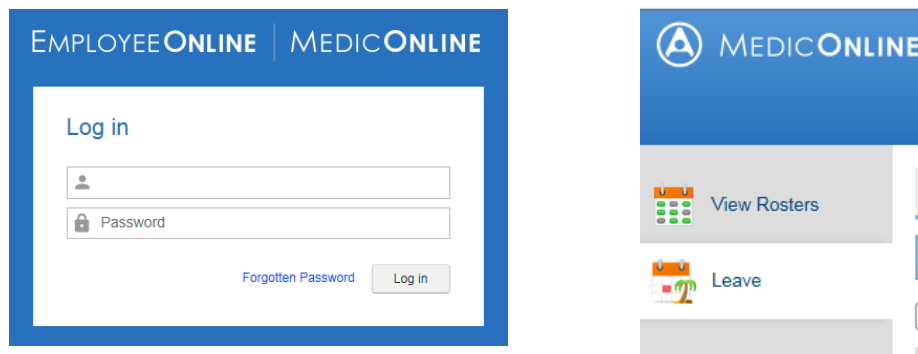 EMPLOYEEONLINE | MEDICONLINE
Log in
Password
Forgotten Password Log in
MEDICONLINE
View Rosters
Leave